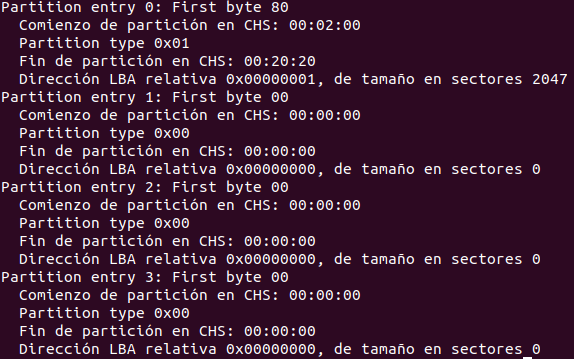 Partition entry 0: First byte 80
Comienzo de partición en CHS: 00:02:00
Partition type 0x01
Fin de partición en CHS: 00:20:20
Dirección LBA relativa 0x00000001, de tamaño en sectores 2047
Partition entry 1: First byte 00
Comienzo de partición en CHS: 00:00:00
Partition type 0x00
Fin de partición en CHS: 00:00:00
Dirección LBA relativa 0x00000000, de tamaño en sectores 0
Partition entry 2: First byte 00
Comienzo de partición en CHS: 00:00:00
Partition type 0x00
Fin de partición en CHS: 00:00:00
Dirección LBA relativa 0x00000000, de tamaño en sectores 0
Partition entry 3: First byte 00
Comienzo de partición en CHS: 00:00:00
Partition type 0x00
Fin de partición en CHS: 00:00:00
Dirección LBA relativa 0x00000000, de tamaño en sectores 0